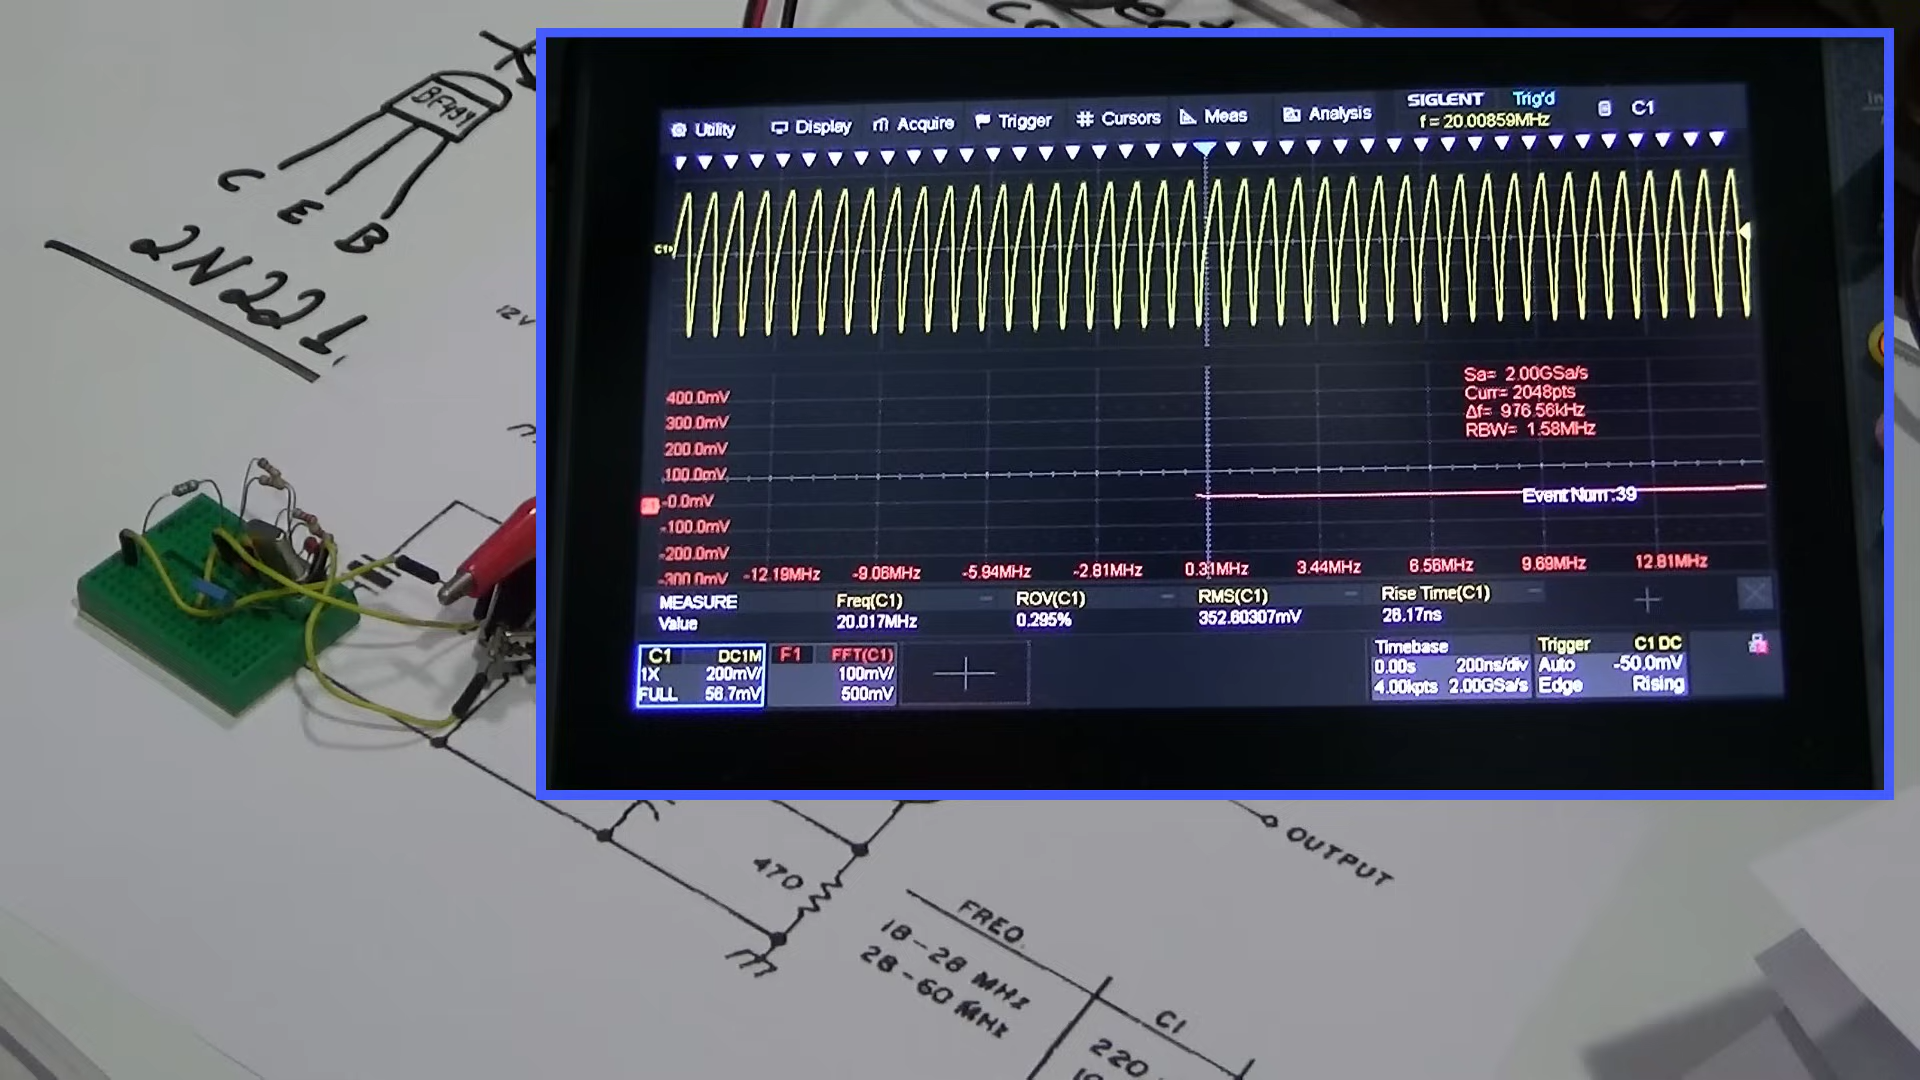 BF494
C E B
2N221
12V
470
OUTPUT
FREQ.
18-28 MHz
28-60 MHz
C1
220
Utility Display Acquire Trigger Cursors Meas Analysis
SIGLENT Trig'd
f = 20.00859MHz
C1
C1
Sa= 2.00GSa/s
Curr= 2048pts
Δf= 976.56kHz
RBW= 1.58MHz
400.0mV
300.0mV
200.0mV
100.0mV
-0.0mV
-100.0mV
-200.0mV
-300.0mV
Event Num :39
-12.19MHz -9.06MHz -5.94MHz -2.81MHz 0.31MHz 3.44MHz 6.56MHz 9.69MHz 12.81MHz
MEASURE Freq(C1) ROV(C1) RMS(C1) Rise Time(C1)
Value 20.017MHz 0.295% 352.60307mV 26.17ns
C1 DC1M
1X 200mV/
FULL 56.7mV
F1 FFT(C1)
100mV/
500mV
Timebase
0.00s 200ns/div
4.00kpts 2.00GSa/s
Trigger C1 DC
Auto -50.0mV
Edge Rising